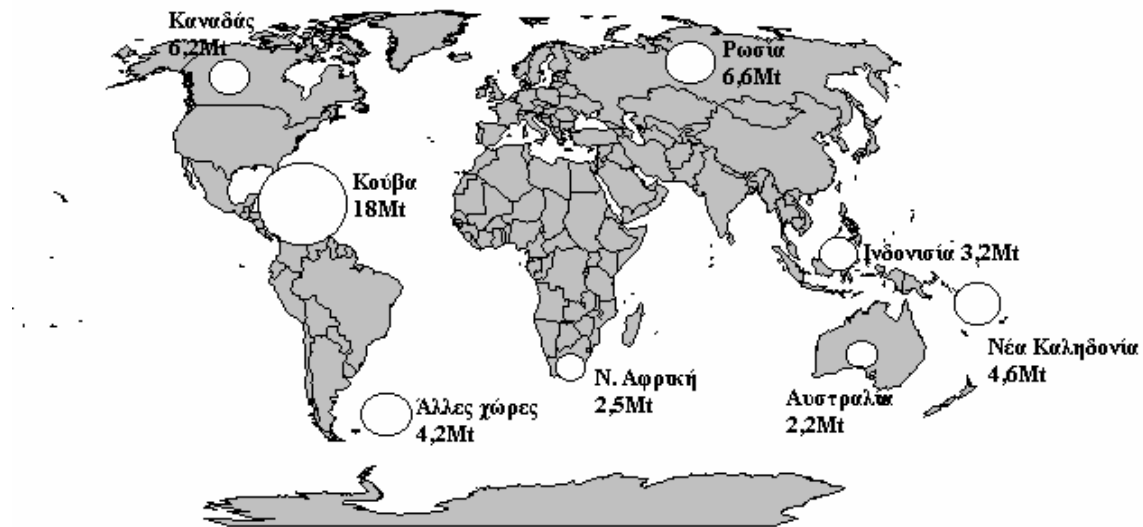 Καναδάς
6,2Mt
Ρωσία
6,6Mt
Κούβα
18Mt
Ινδονισία 3,2Mt
Νέα Καληδονία
4,6Mt
Ν. Αφρική
2,5Mt
Αυστραλία
2,2Mt
Άλλες χώρες
4,2Mt